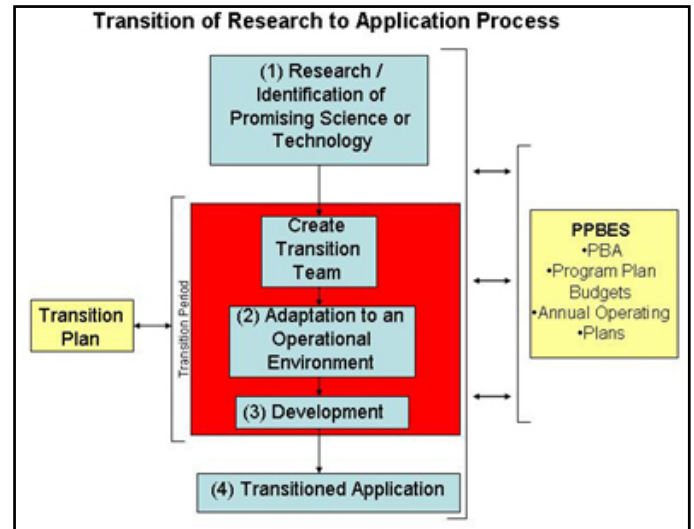 Transition of Research to Application Process
(1) Research /
Identification of
Promising Science or
Technology
Create
Transition
Team
(2) Adaptation to an
Operational
Environment
(3) Development
(4) Transitioned Application
Transition Period
Transition
Plan
PPBES
•PBA
•Program Plan
Budgets
•Annual Operating
•Plans